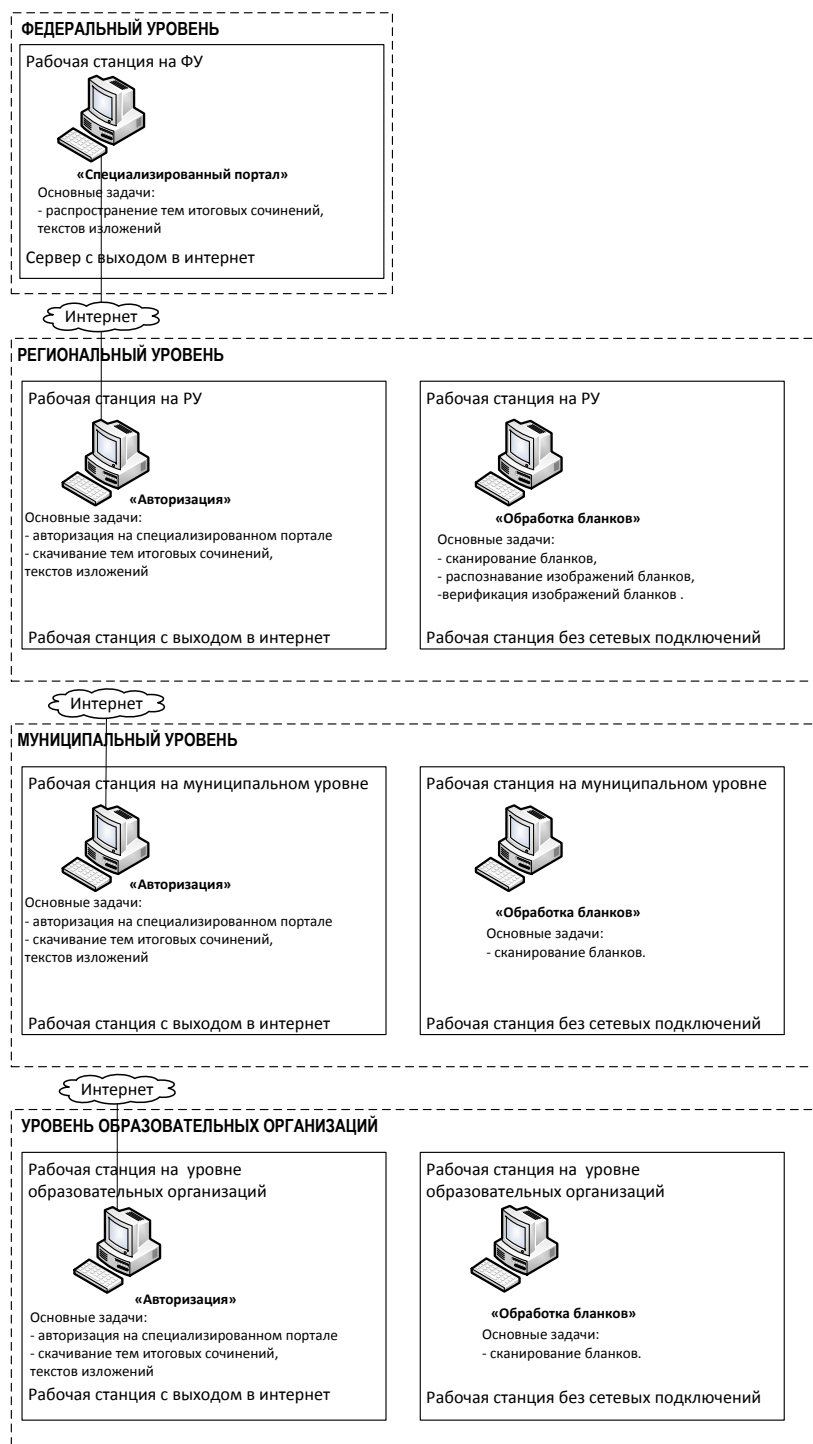 ФЕДЕРАЛЬНЫЙ УРОВЕНЬ
Рабочая станция на ФУ
«Специализированный портал»
Основные задачи:
- распространение тем итоговых сочинений,
текстов изложений
Сервер с выходом в интернет
Интернет
РЕГИОНАЛЬНЫЙ УРОВЕНЬ
Рабочая станция на РУ
«Авторизация»
Основные задачи:
- авторизация на специализированном портале
- скачивание тем итоговых сочинений,
текстов изложений
Рабочая станция с выходом в интернет
Рабочая станция на РУ
«Обработка бланков»
Основные задачи:
- сканирование бланков,
- распознавание изображений бланков,
-верификация изображений бланков .
Рабочая станция без сетевых подключений
Интернет
МУНИЦИПАЛЬНЫЙ УРОВЕНЬ
Рабочая станция на муниципальном уровне
«Авторизация»
Основные задачи:
- авторизация на специализированном портале
- скачивание тем итоговых сочинений,
текстов изложений
Рабочая станция с выходом в интернет
Рабочая станция на муниципальном уровне
«Обработка бланков»
Основные задачи:
- сканирование бланков.
Рабочая станция без сетевых подключений
Интернет
УРОВЕНЬ ОБРАЗОВАТЕЛЬНЫХ ОРГАНИЗАЦИЙ
Рабочая станция на уровне
образовательных организаций
«Авторизация»
Основные задачи:
- авторизация на специализированном портале
- скачивание тем итоговых сочинений,
текстов изложений
Рабочая станция с выходом в интернет
Рабочая станция на уровне
образовательных организаций
«Обработка бланков»
Основные задачи:
- сканирование бланков.
Рабочая станция без сетевых подключений